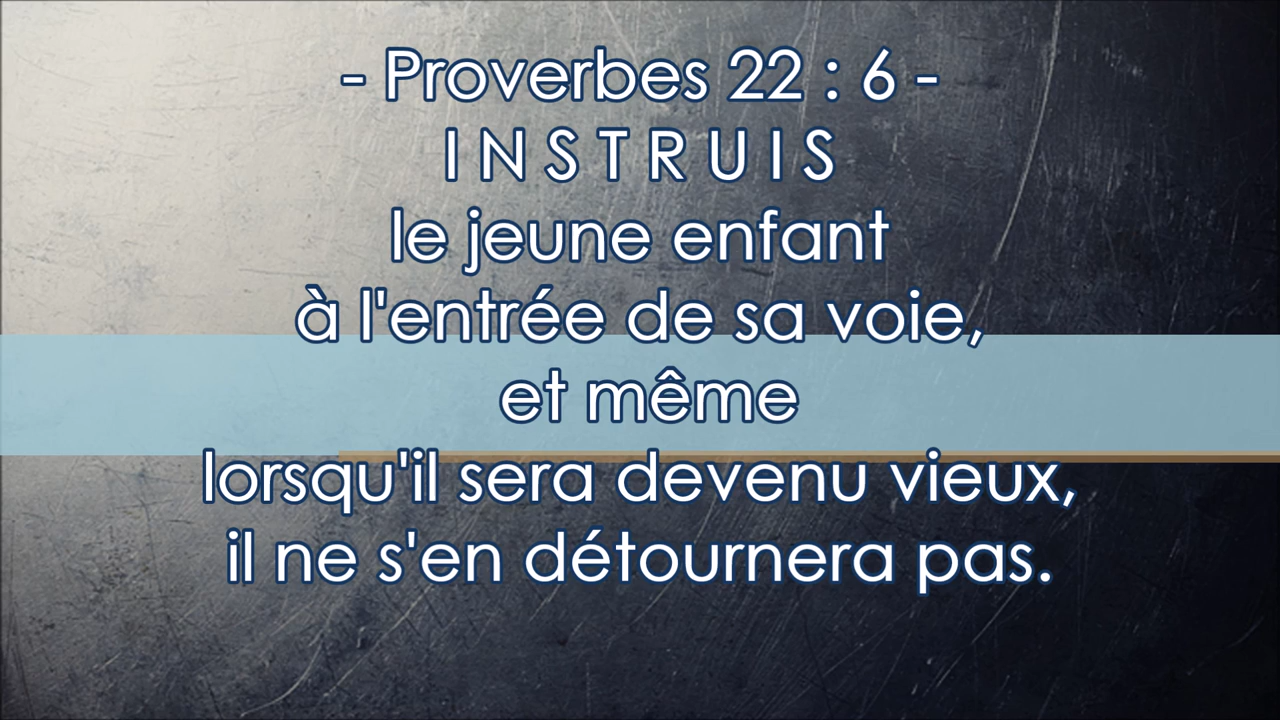 - Proverbes 22 : 6 -
I N S T R U I S
le jeune enfant
à l'entrée de sa voie,
et même
lorsqu'il sera devenu vieux,
il ne s'en détournera pas.